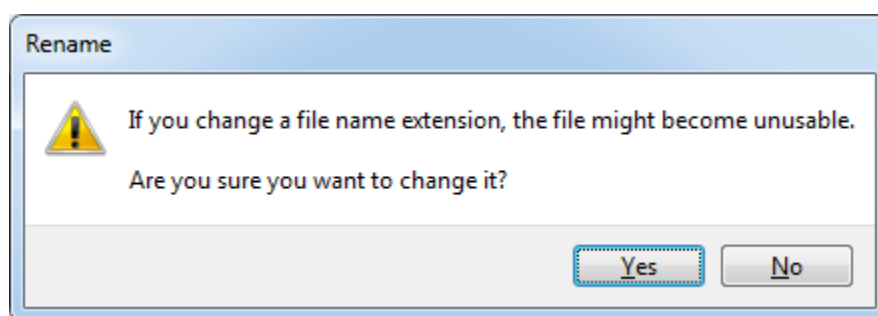 Rename
If you change a file name extension, the file might become unusable.
Are you sure you want to change it?
Yes
No